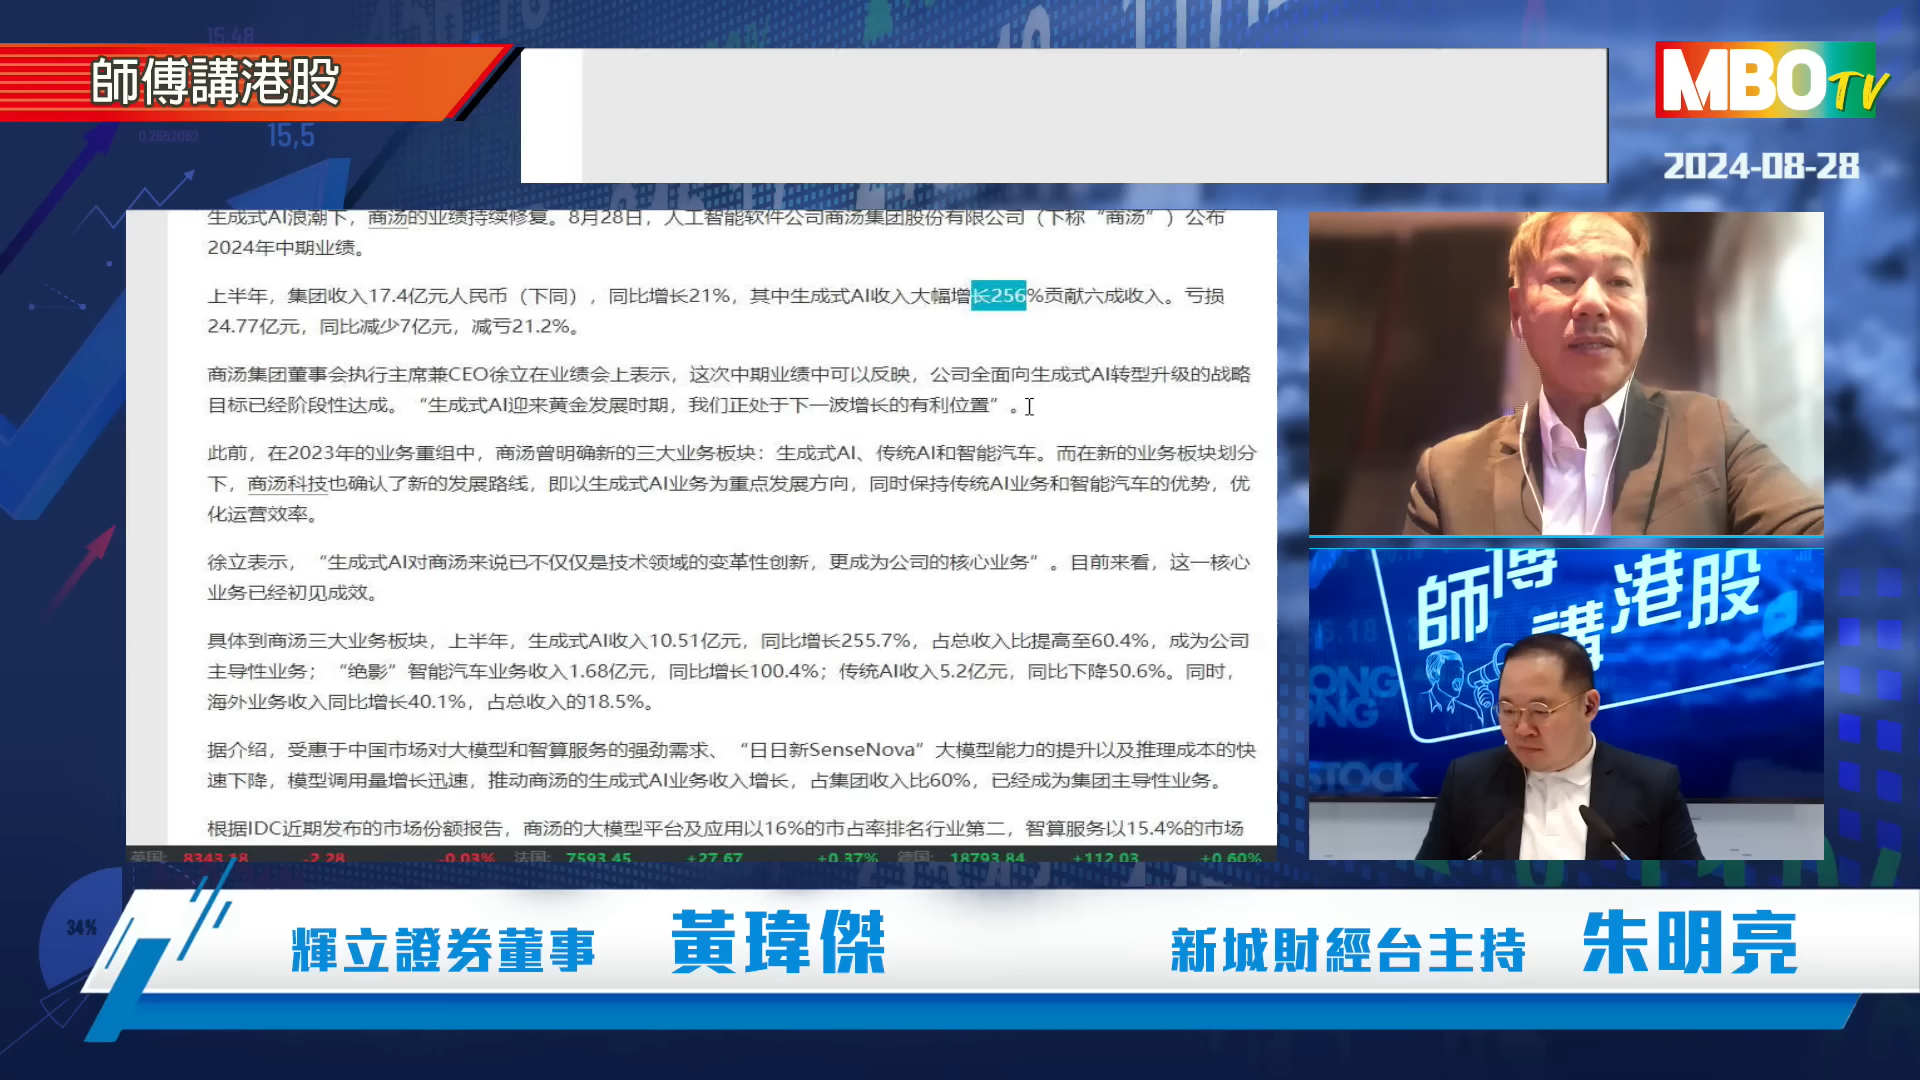 15.48
師傅講港股
MBO TV
0.2652062
15,5
2024-08-28
生成式AI浪潮下，商汤的业绩持续修复。8月28日，人工智能软件公司商汤集团股份有限公司（下称“商汤”）公布
2024年中期业绩。
上半年，集团收入17.4亿元人民币（下同），同比增长21%，其中生成式AI收入大幅增长256%贡献六成收入。亏损
24.77亿元，同比减少7亿元，减亏21.2%。
商汤集团董事会执行主席兼CEO徐立在业绩会上表示，这次中期业绩中可以反映，公司全面向生成式AI转型升级的战略
目标已经阶段性达成。“生成式AI迎来黄金发展时期，我们正处于下一波增长的有利位置”。
此前，在2023年的业务重组中，商汤曾明确新的三大业务板块：生成式AI、传统AI和智能汽车。而在新的业务板块划分
下，商汤科技也确认了新的发展路线，即以生成式AI业务为重点发展方向，同时保持传统AI业务和智能汽车的优势，优
化运营效率。
徐立表示，“生成式AI对商汤来说已不仅仅是技术领域的变革性创新，更成为公司的核心业务”。目前来看，这一核心
业务已经初见成效。
具体到商汤三大业务板块，上半年，生成式AI收入10.51亿元，同比增长255.7%，占总收入比提高至60.4%，成为公司
主导性业务；“绝影”智能汽车业务收入1.68亿元，同比增长100.4%；传统AI收入5.2亿元，同比下降50.6%。同时，
海外业务收入同比增长40.1%，占总收入的18.5%。
据介绍，受惠于中国市场对大模型和智算服务的强劲需求、“日日新SenseNova”大模型能力的提升以及推理成本的快
速下降，模型调用量增长迅速，推动商汤的生成式AI业务收入增长，占集团收入比60%，已经成为集团主导性业务。
根据IDC近期发布的市场份额报告，商汤的大模型平台及应用以16%的市占率排名行业第二，智算服务以15.4%的市场
英国: 8343.18 -2.28 -0.03% 法国: 7593.45 +27.67 +0.37% 德国: 18793.84 +112.03 +0.60%
師傅講港股
STOCK
34%
輝立證券董事 黃瑋傑 新城財經台主持 朱明亮